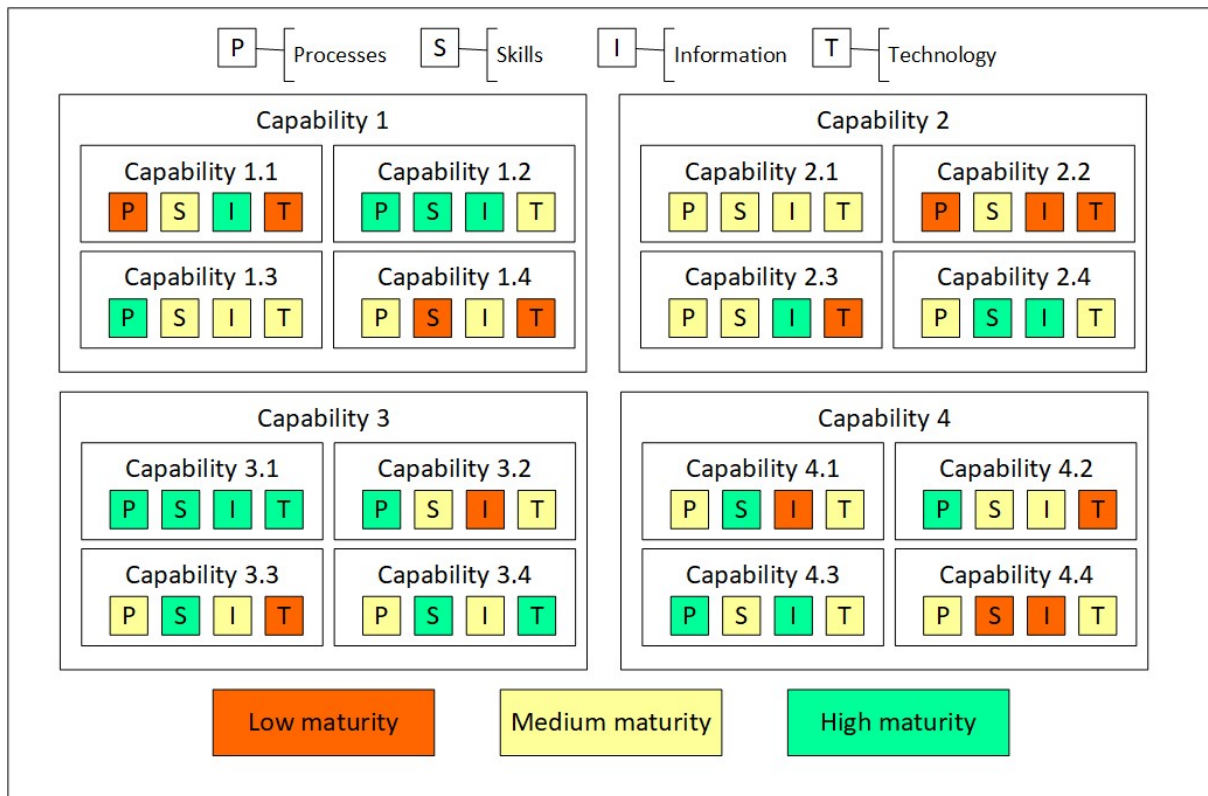 P Processes S Skills I Information T Technology
Capability 1
Capability 1.1
P S I T
Capability 1.2
P S I T
Capability 1.3
P S I T
Capability 1.4
P S I T
Capability 2
Capability 2.1
P S I T
Capability 2.2
P S I T
Capability 2.3
P S I T
Capability 2.4
P S I T
Capability 3
Capability 3.1
P S I T
Capability 3.2
P S I T
Capability 3.3
P S I T
Capability 3.4
P S I T
Capability 4
Capability 4.1
P S I T
Capability 4.2
P S I T
Capability 4.3
P S I T
Capability 4.4
P S I T
Low maturity
Medium maturity
High maturity